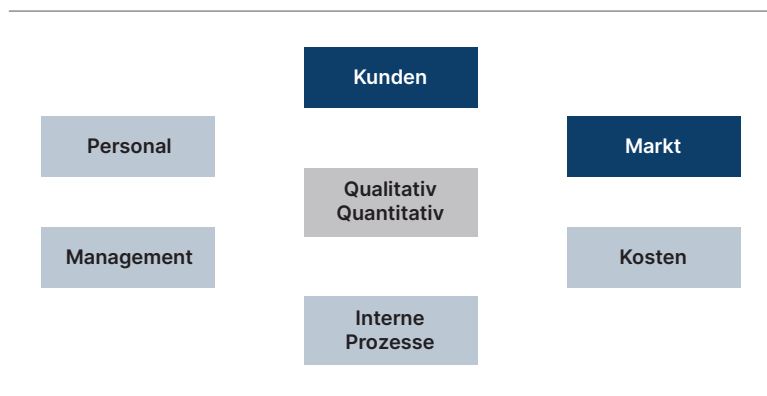 Kunden
Personal
Markt
Qualitativ
Quantitativ
Management
Kosten
Interne
Prozesse